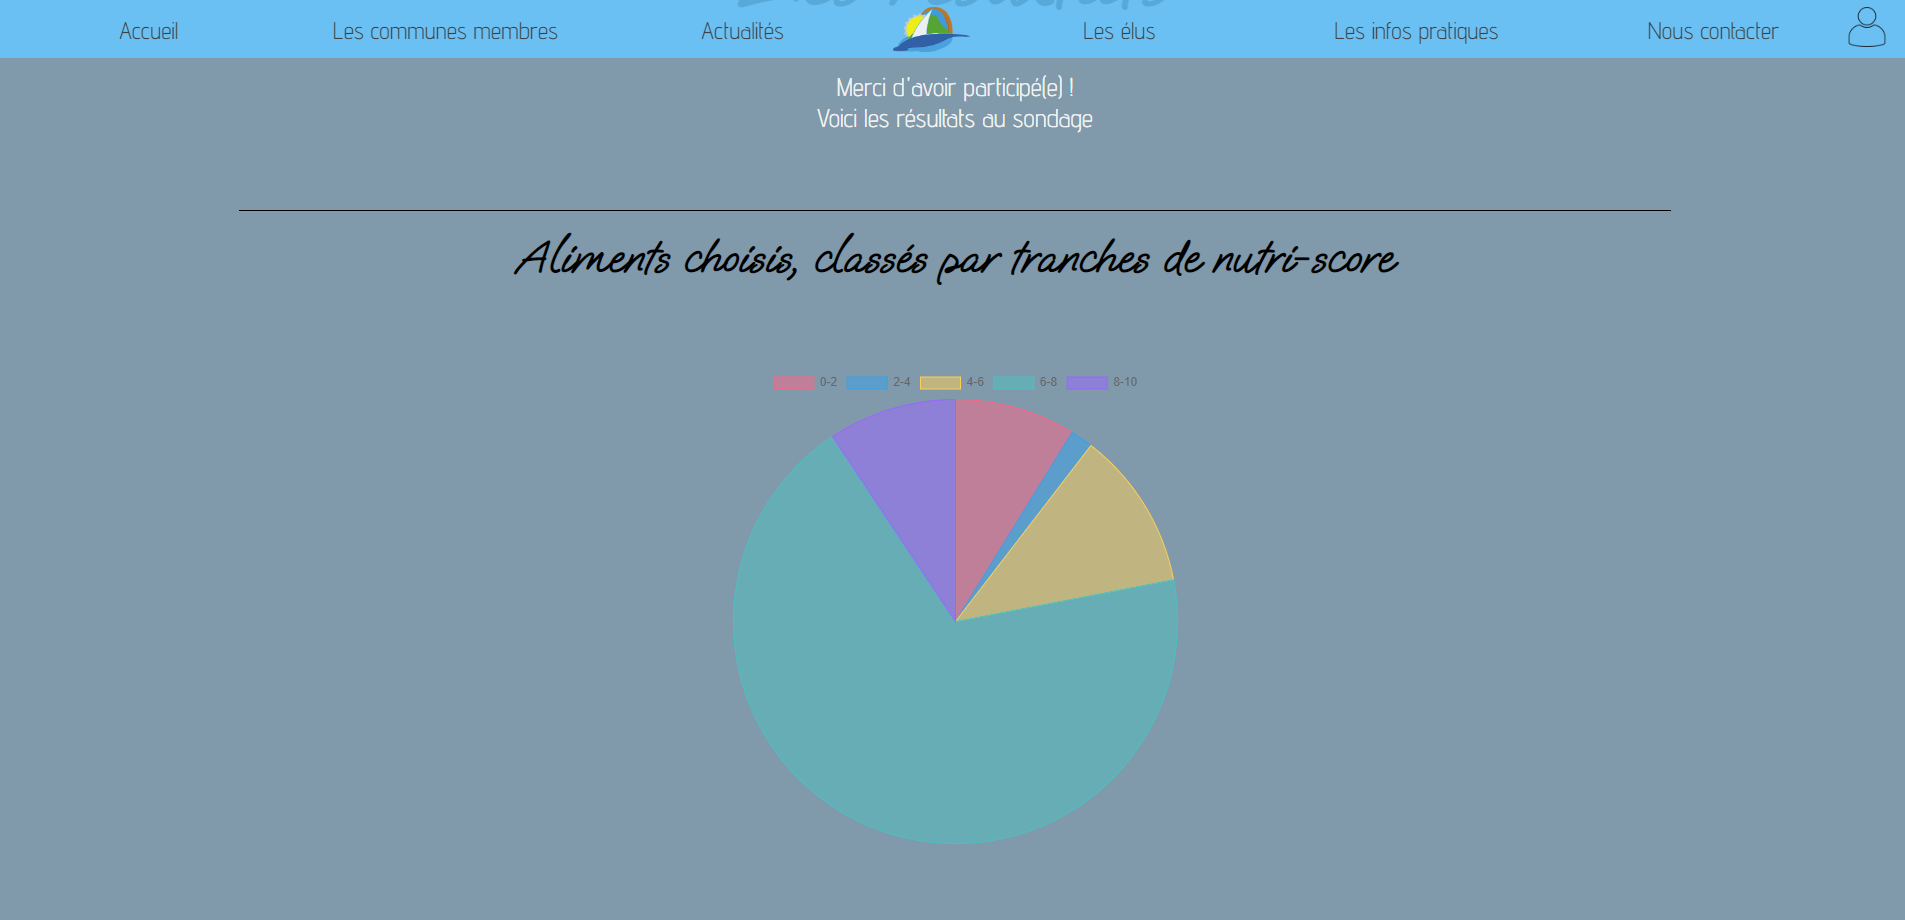 Accueil Les communes membres Actualités Les élus Les infos pratiques Nous contacter
Merci d'avoir participé(e) !
Voici les résultats au sondage
Aliments choisis, classés par tranches de nutri-score
0-2 2-4 4-6 6-8 8-10